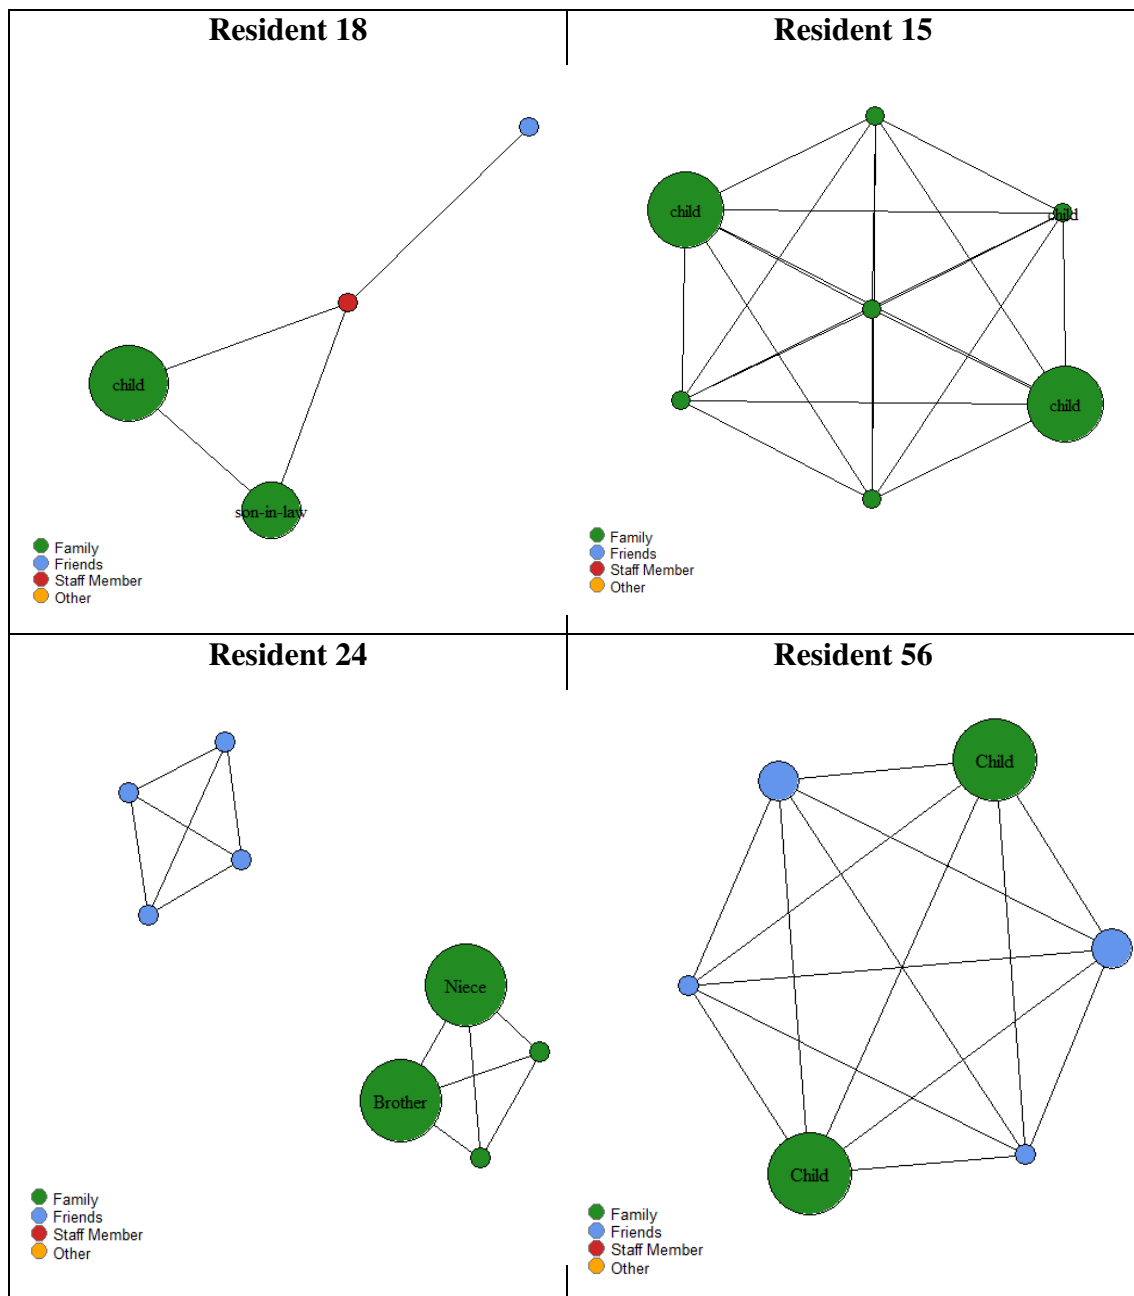 Resident 18
child
son-in-law
Family
Friends
Staff Member
Other
Resident 15
child
child
child
Family
Friends
Staff Member
Other
Resident 24
Niece
Brother
Family
Friends
Staff Member
Other
Resident 56
Child
Child
Family
Friends
Staff Member
Other